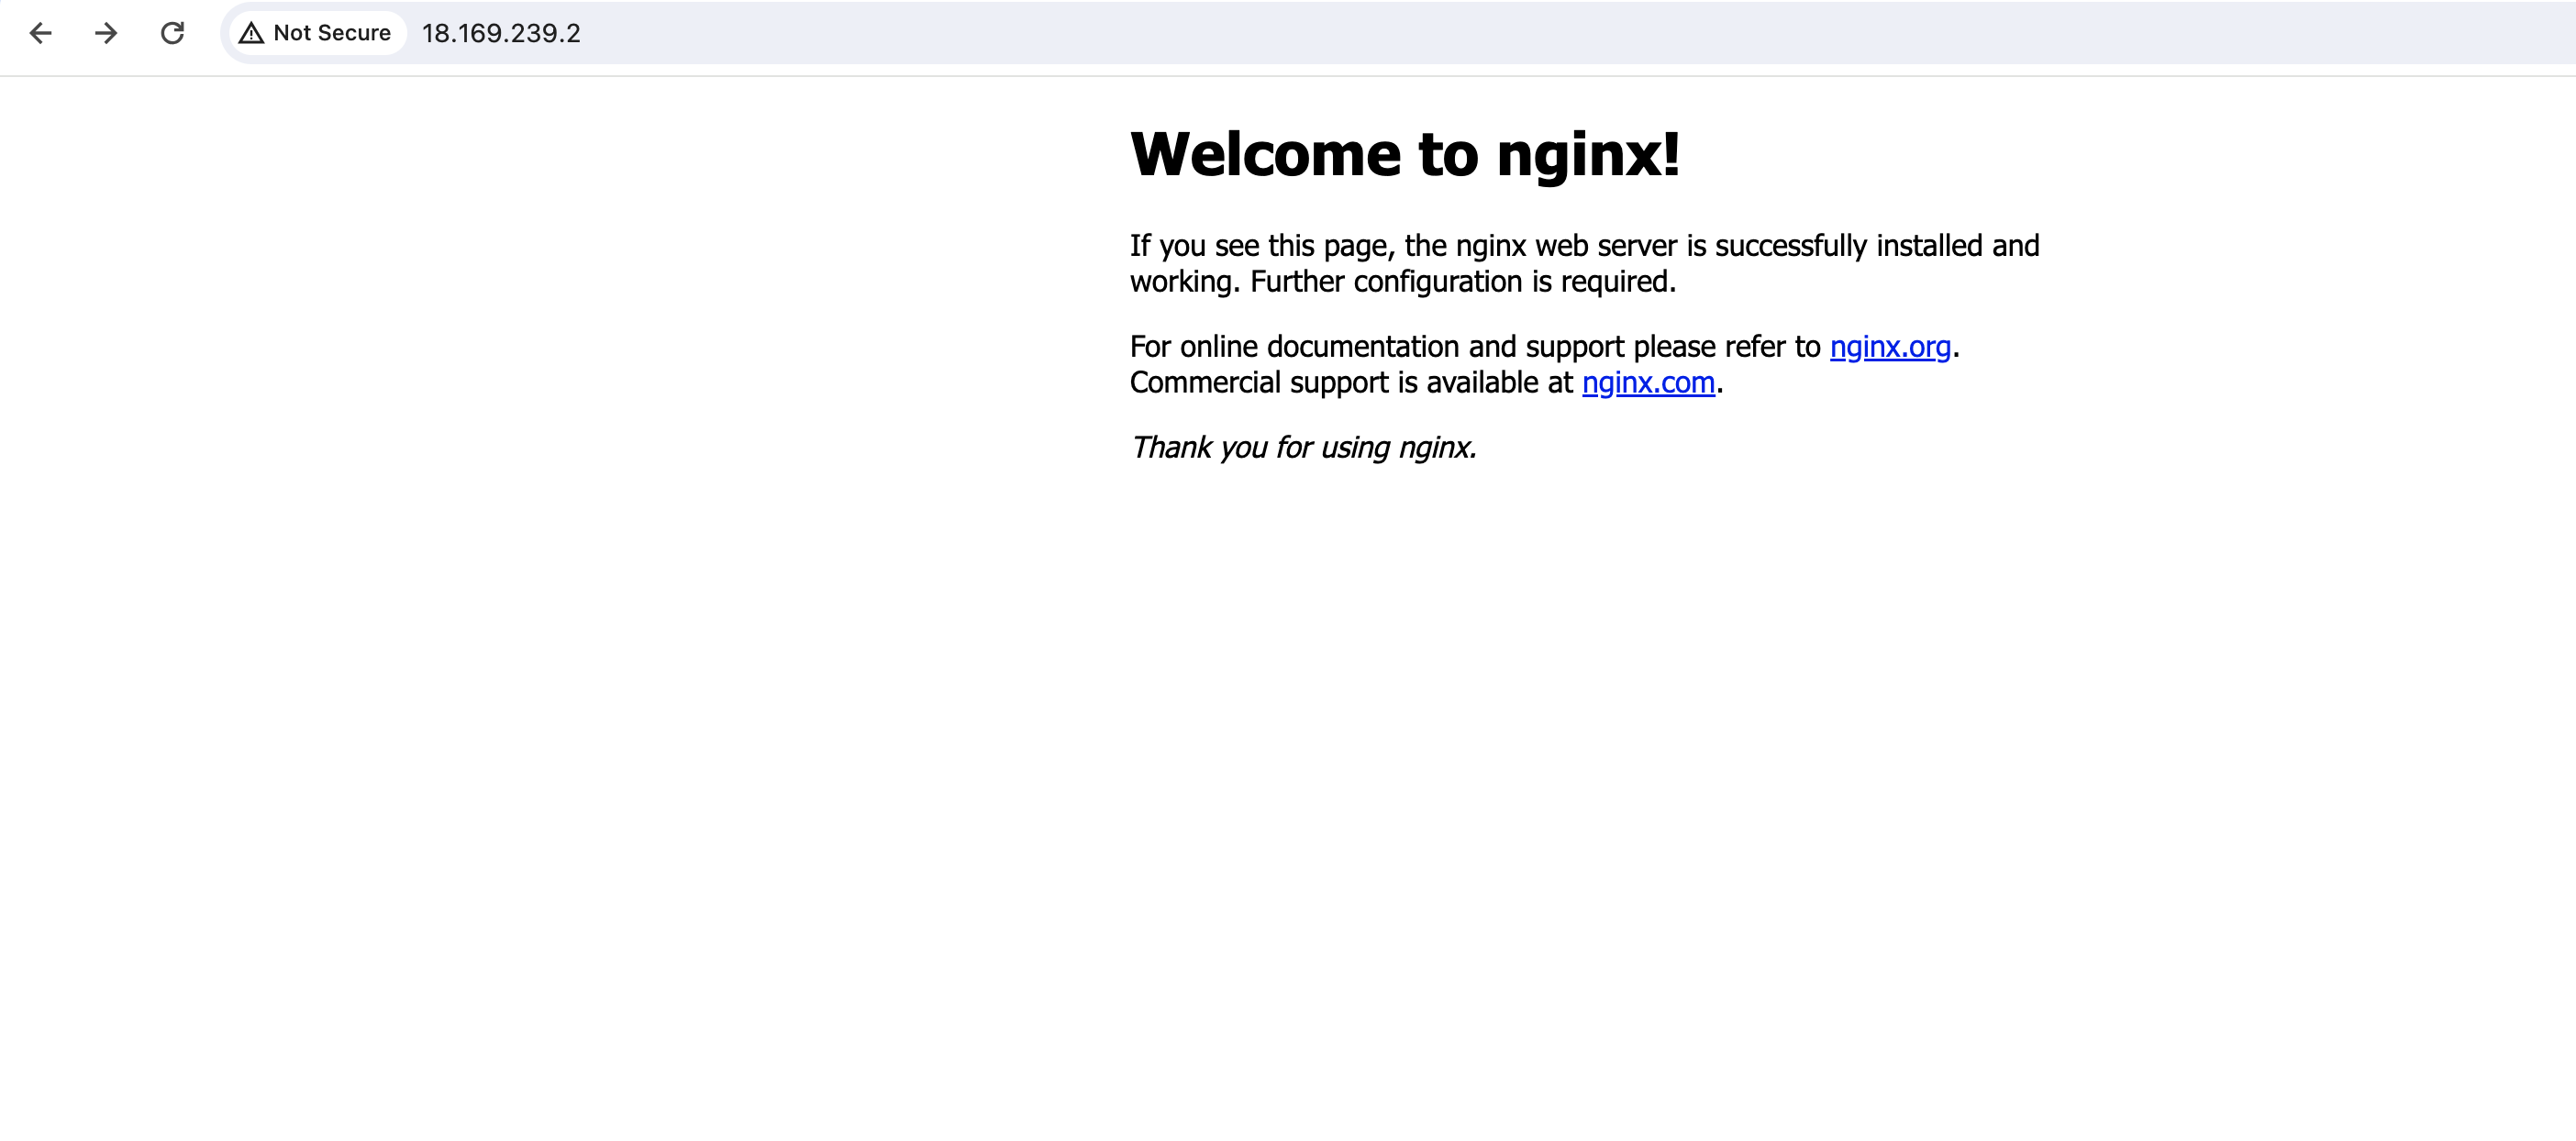 Not Secure 18.169.239.2
Welcome to nginx!
If you see this page, the nginx web server is successfully installed and
working. Further configuration is required.
For online documentation and support please refer to nginx.org.
Commercial support is available at nginx.com.
Thank you for using nginx.